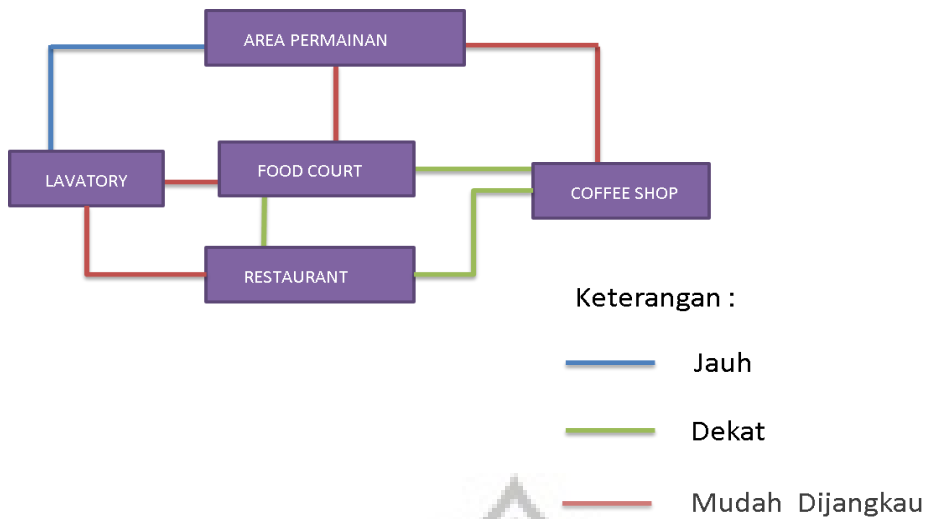 AREA PERMAINAN
LAVATORY
FOOD COURT
COFFEE SHOP
RESTAURANT
Keterangan :
Jauh
Dekat
Mudah Dijangkau